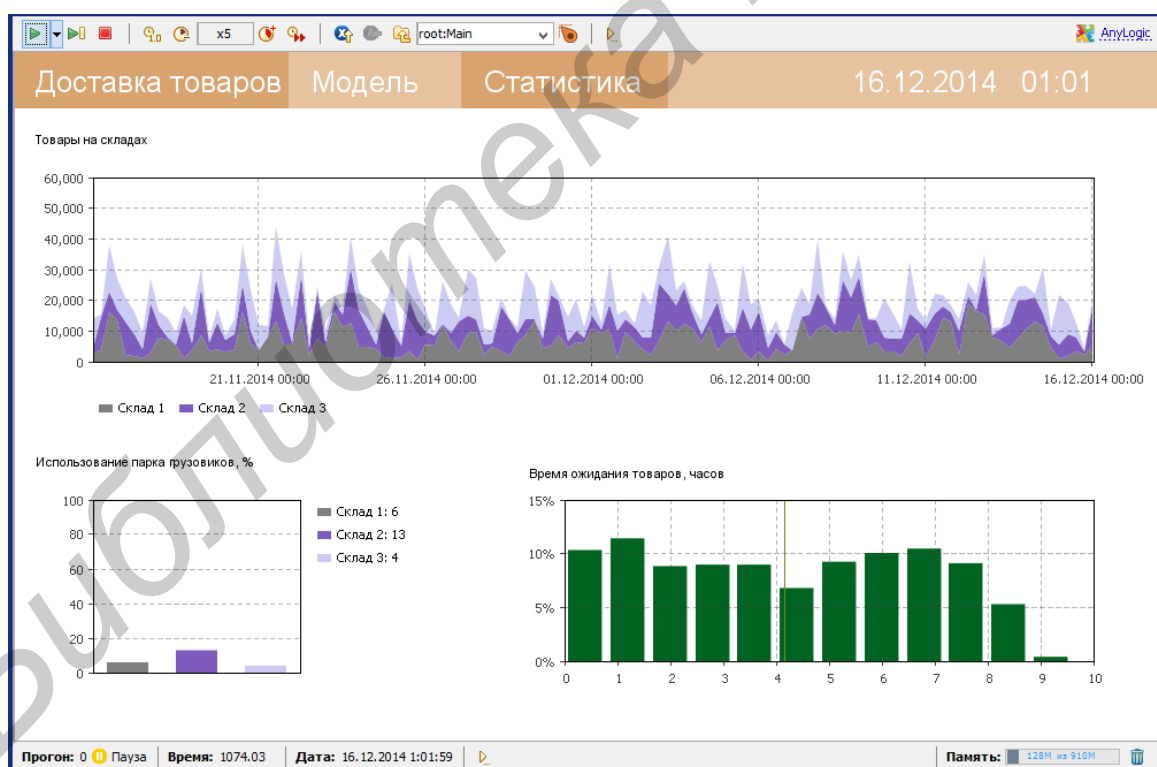 x5 root:Main AnyLogic
Доставка товаров Модель Статистика 16.12.2014 01:01
Товары на складах
60,000
50,000
40,000
30,000
20,000
10,000
0
21.11.2014 00:00 26.11.2014 00:00 01.12.2014 00:00 06.12.2014 00:00 11.12.2014 00:00 16.12.2014 00:00
Склад 1 Склад 2 Склад 3
Использование парка грузовиков, %
100
80
60
40
20
0
Склад 1: 6
Склад 2: 13
Склад 3: 4
Время ожидания товаров, часов
15%
10%
5%
0%
0 1 2 3 4 5 6 7 8 9 10
Прогон: 0 Пауза Время: 1074.03 Дата: 16.12.2014 1:01:59 Память: 128M из 910M
Библиотека